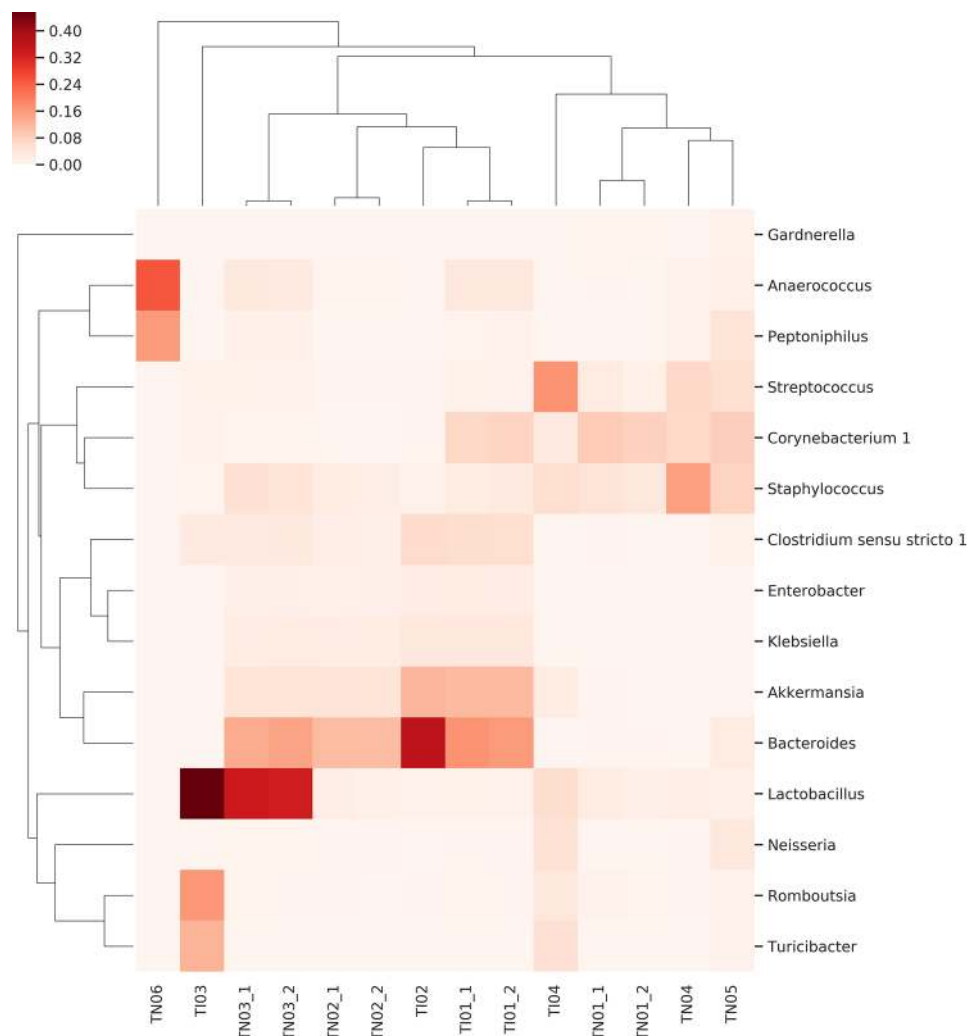 0.40
0.32
0.24
0.16
0.08
0.00
Gardnerella
Anaerococcus
Peptoniphilus
Streptococcus
Corynebacterium 1
Staphylococcus
Clostridium sensu stricto 1
Enterobacter
Klebsiella
Akkermansia
Bacteroides
Lactobacillus
Neisseria
Romboutsia
Turicibacter
TN06
TI03
TN03_1
TN03_2
TN02_1
TN02_2
TI02
TI01_1
TI01_2
TI04
TN01_1
TN01_2
TN04
TN05